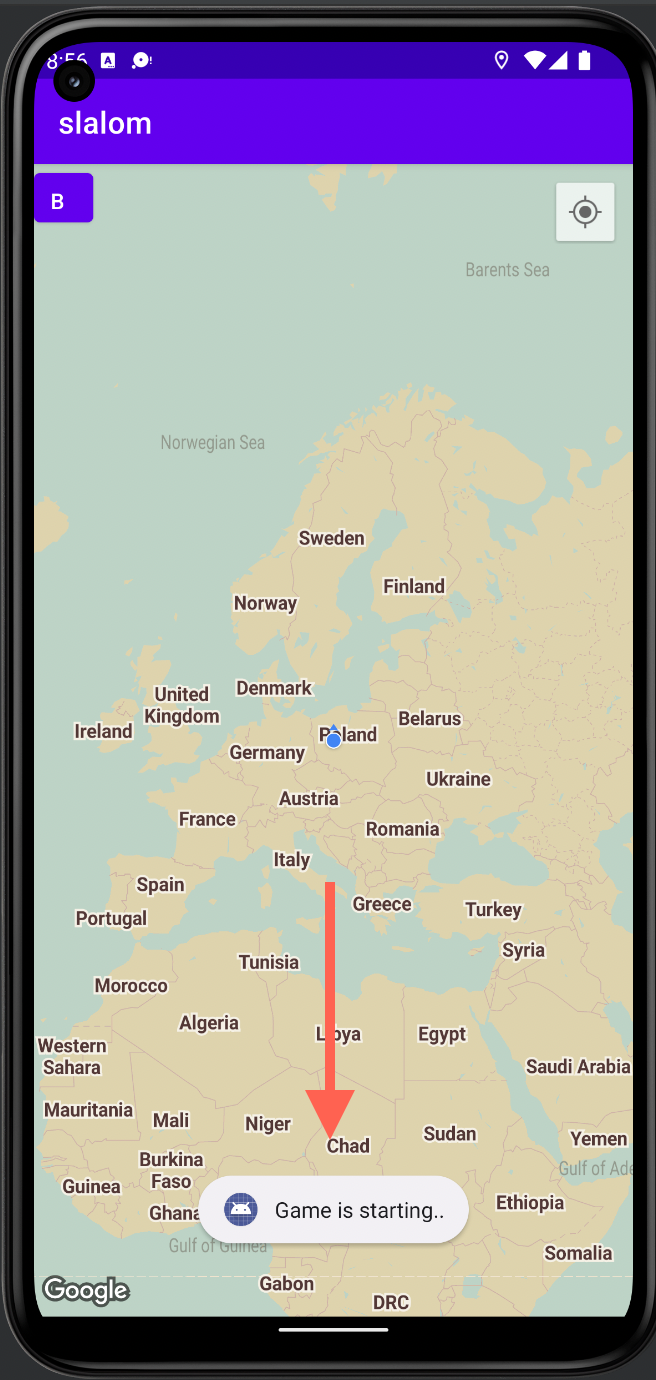 8:56
slalom
B
Barents Sea
Norwegian Sea
Sweden
Finland
Norway
Denmark
United
Kingdom
Ireland
Belarus
Poland
Germany
Ukraine
Austria
France
Romania
Italy
Spain
Greece
Turkey
Portugal
Syria
Tunisia
Morocco
Algeria
Libya
Egypt
Western
Sahara
Saudi Arabia
Mauritania
Mali
Niger
Chad
Sudan
Yemen
Burkina
Faso
Gulf of Ade
Guinea
Ghana
Game is starting..
Ethiopia
Gulf of Guinea
Somalia
Google
Gabon
DRC